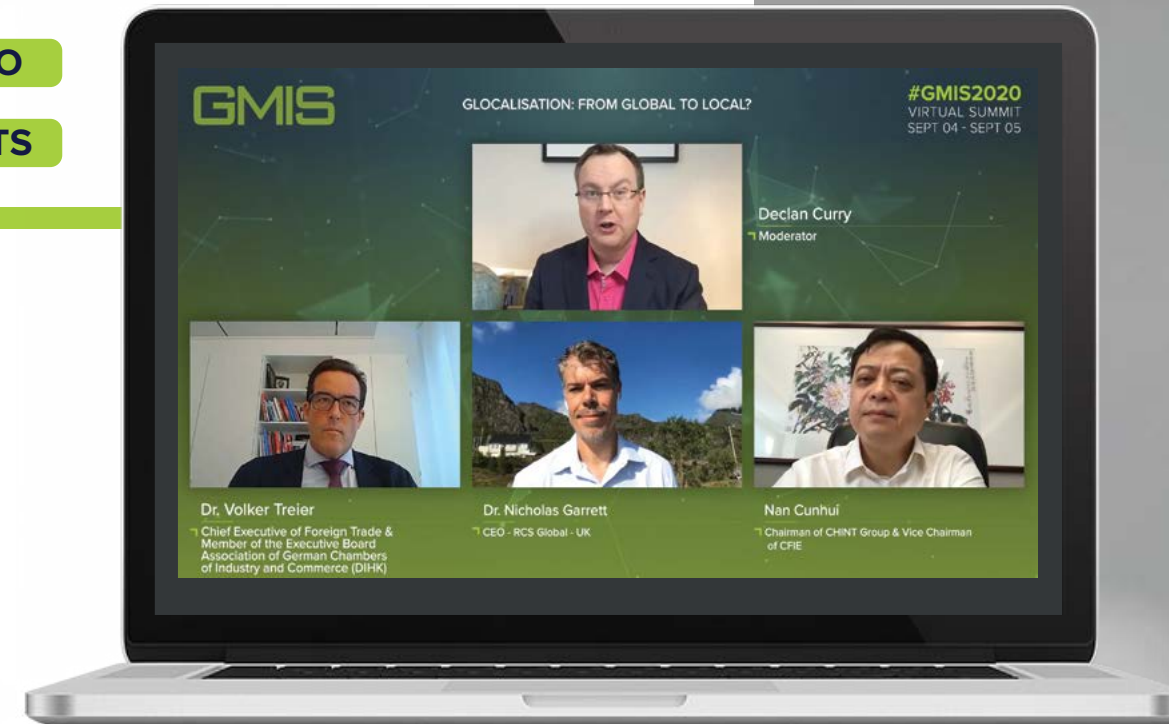 O
TS
GMIS
GLOCALISATION: FROM GLOBAL TO LOCAL?
#GMIS2020
VIRTUAL SUMMIT
SEPT 04 - SEPT 05
Declan Curry
Moderator
Dr. Volker Treier
Chief Executive of Foreign Trade &
Member of the Executive Board
Association of German Chambers
of Industry and Commerce (DIHK)
Dr. Nicholas Garrett
CEO - RCS Global - UK
Nan Cunhui
Chairman of CHINT Group & Vice Chairman
of CFIE